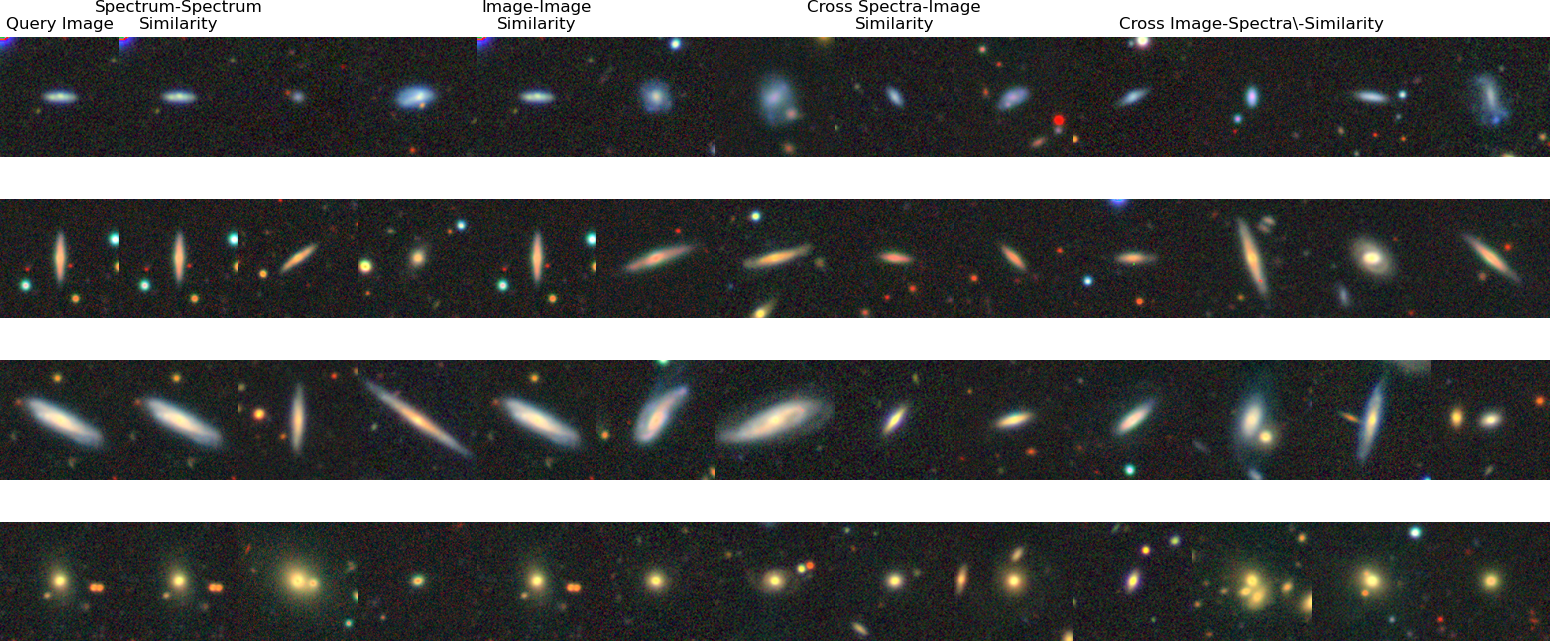 Query Image
Spectrum-Spectrum
Similarity
Image-Image
Similarity
Cross Spectra-Image
Similarity
Cross Image-Spectra\-Similarity